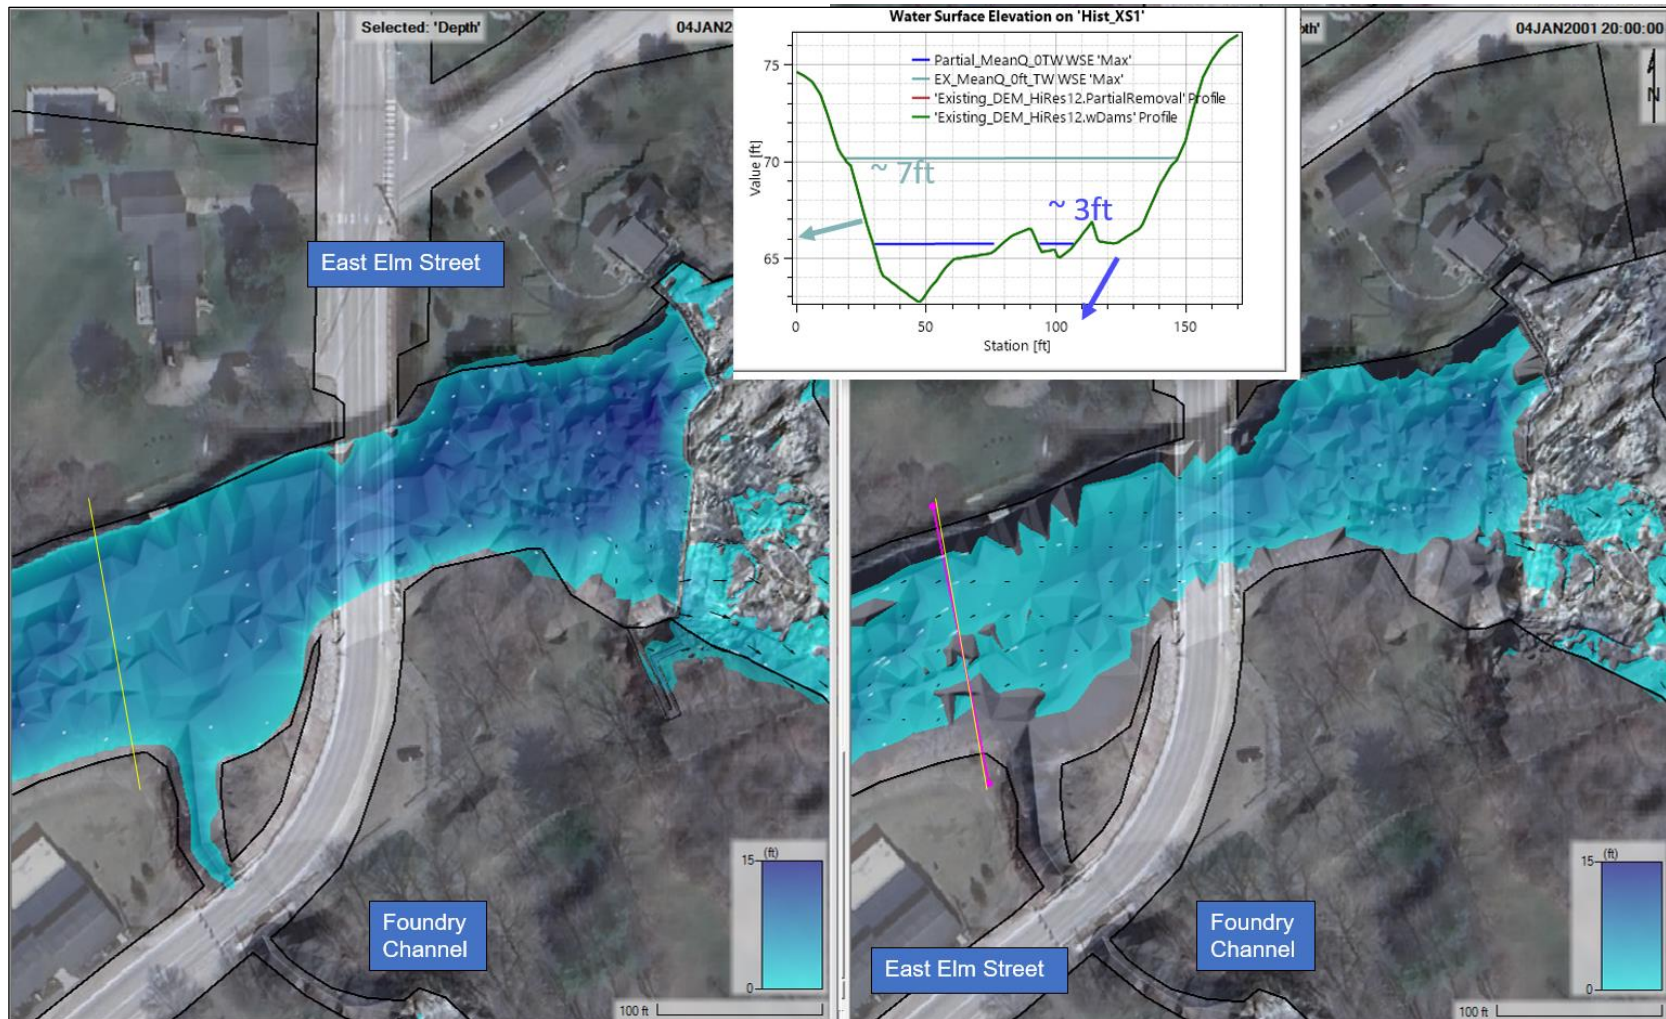 Selected: 'Depth'
04JAN2
Water Surface Elevation on 'Hist_XS1'
Partial_MeanQ_0TW WSE 'Max'
EX_MeanQ_0ft_TW WSE 'Max'
'Existing_DEM_HiRes12.PartialRemoval' Profile
'Existing_DEM_HiRes12.wDams' Profile
75
70
65
Value [ft]
~ 7ft
~ 3ft
0
50
100
150
Station [ft]
th'
04JAN2001 20:00:00
N
East Elm Street
Foundry
Channel
15
(ft)
0
100 ft
East Elm Street
Foundry
Channel
15
(ft)
0
100 ft